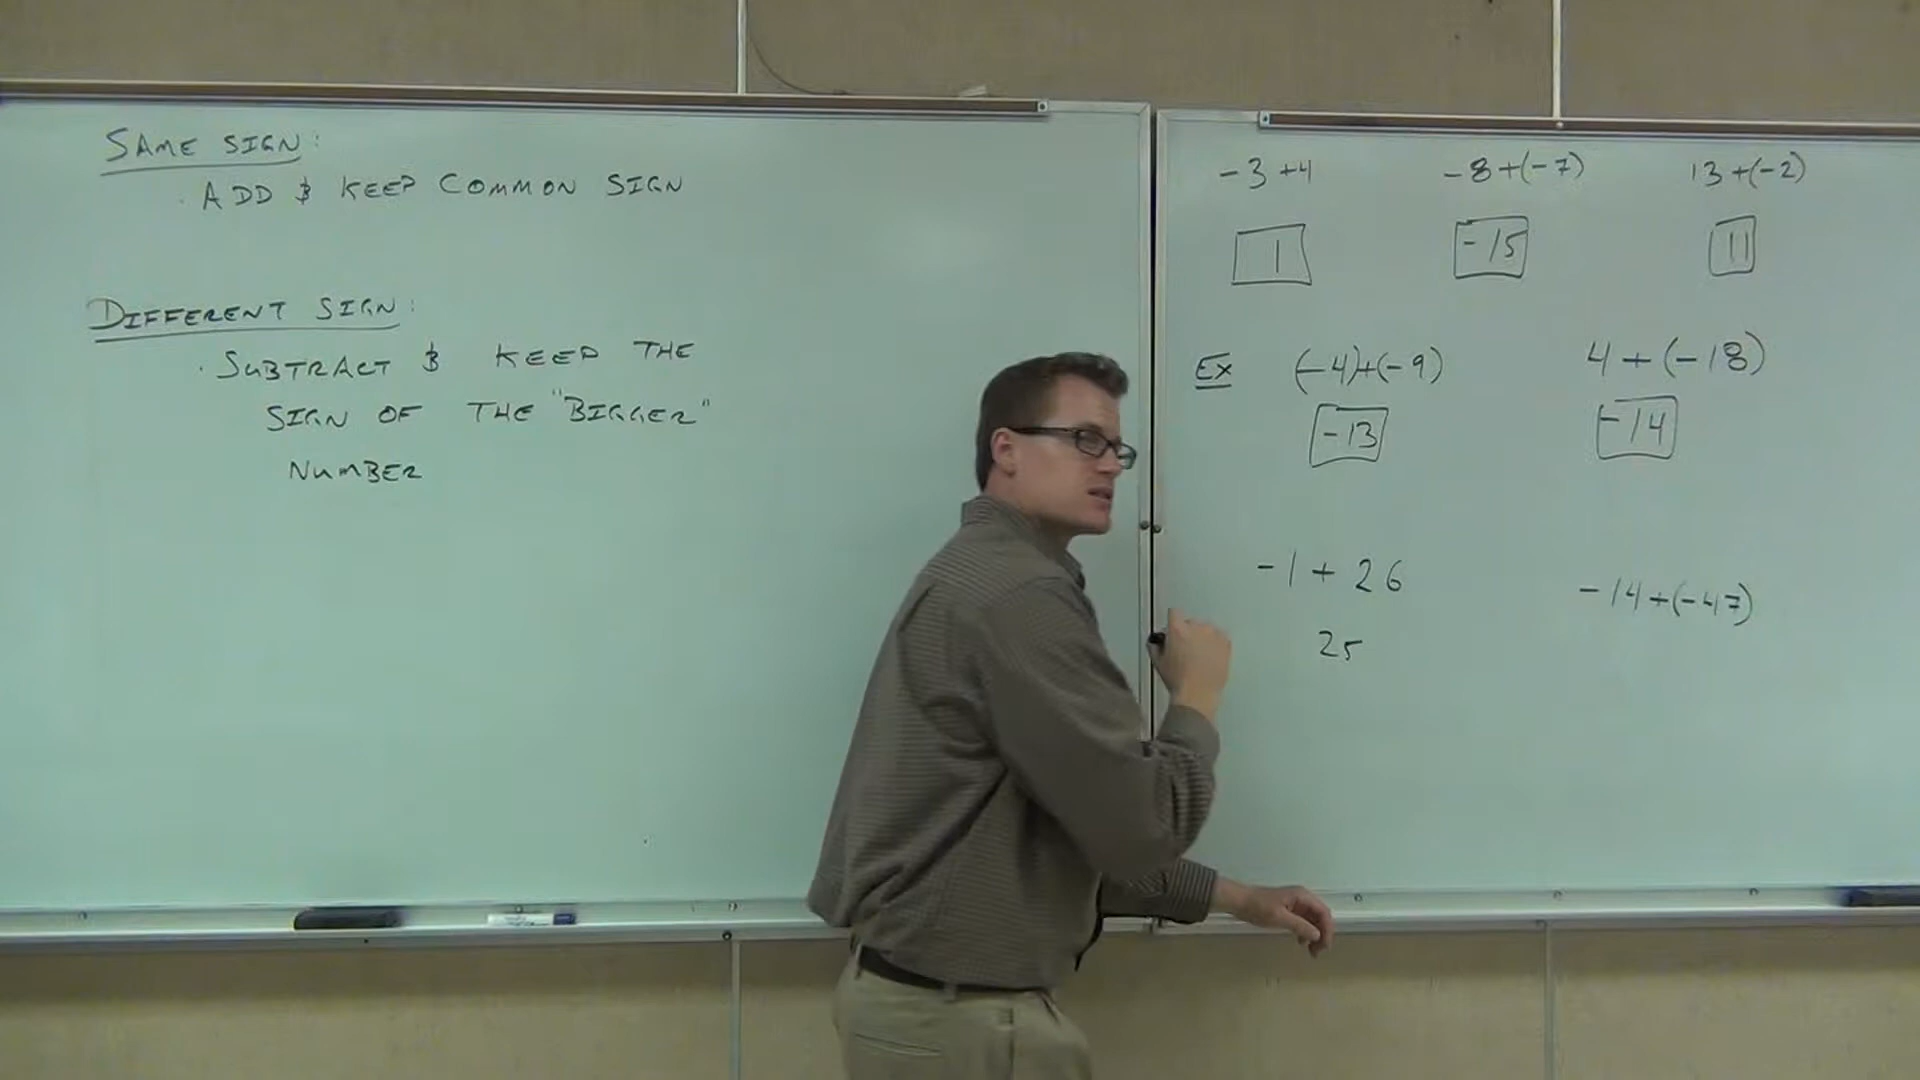 SAME SIGN:
· ADD & KEEP COMMON SIGN
DIFFERENT SIGN:
· SUBTRACT & KEEP THE
SIGN OF THE "BIGGER"
NUMBER
-3+4 -8+(-7) 13+(-2)
1 -15 11
Ex (-4)+(-9) 4+(-18)
-13 -14
-1+26 -14+(-47)
25